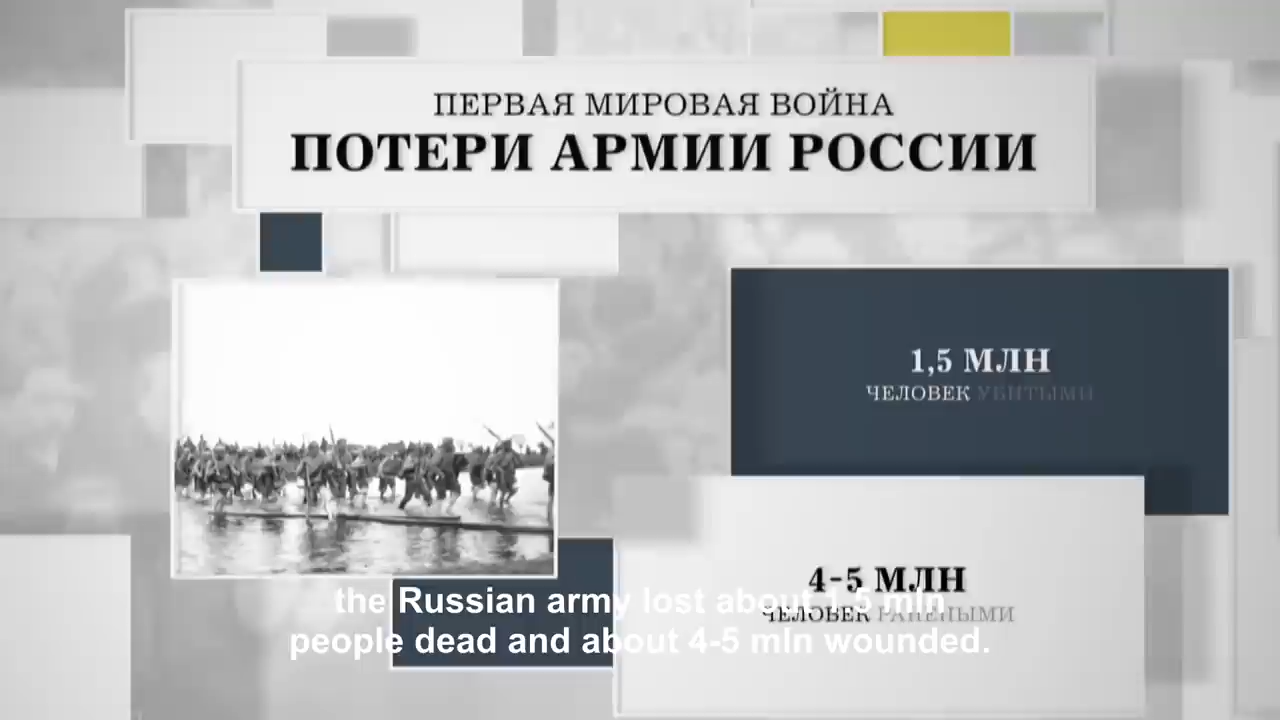 ПЕРВАЯ МИРОВАЯ ВОЙНА
ПОТЕРИ АРМИИ РОССИИ
1,5 МЛН
ЧЕЛОВЕК УБИТЫМИ
4-5 МЛН
ЧЕЛОВЕК РАНЕНЫМИ
the Russian army lost about 1,5 mln
people dead and about 4-5 mln wounded.